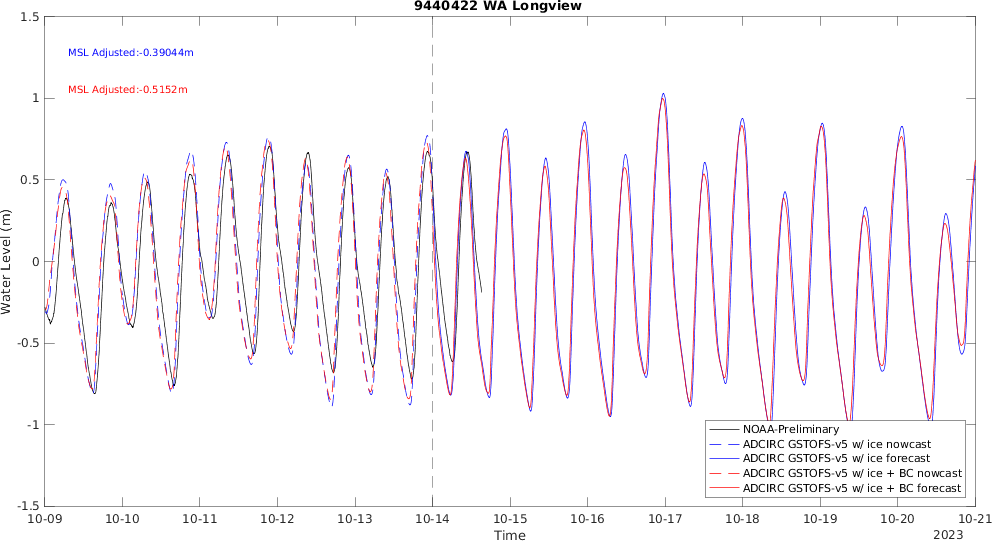 9440422 WA Longview
MSL Adjusted:-0.39044m
MSL Adjusted:-0.5152m
1.5
1
0.5
0
-0.5
-1
-1.5
Water Level (m)
NOAA-Preliminary
ADCIRC GSTOFS-v5 w/ ice nowcast
ADCIRC GSTOFS-v5 w/ ice forecast
ADCIRC GSTOFS-v5 w/ ice + BC nowcast
ADCIRC GSTOFS-v5 w/ ice + BC forecast
10-09 10-10 10-11 10-12 10-13 10-14 10-15 10-16 10-17 10-18 10-19 10-20 10-21
Time
2023